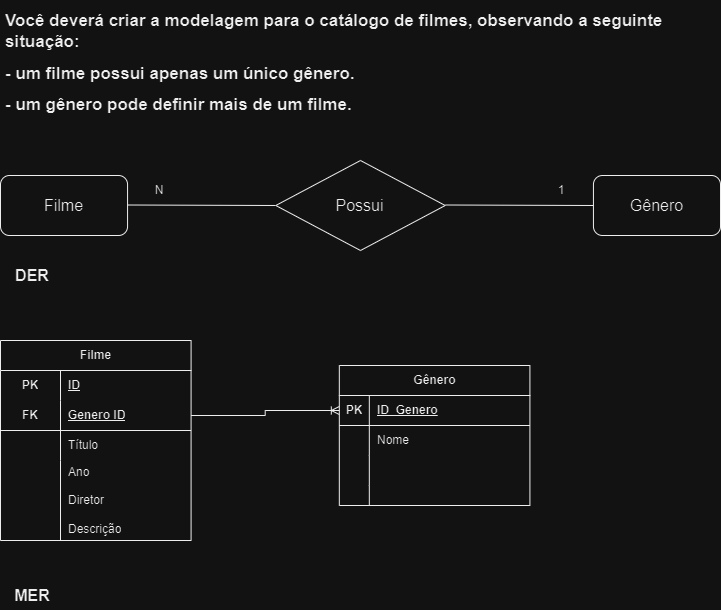 Você deverá criar a modelagem para o catálogo de filmes, observando a seguinte
situação:
- um filme possui apenas um único gênero.
- um gênero pode definir mais de um filme.
Filme
N
Possui
1
Gênero
DER
Filme
PK ID
FK Genero ID
Título
Ano
Diretor
Descrição
Gênero
PK ID_Genero
Nome
MER